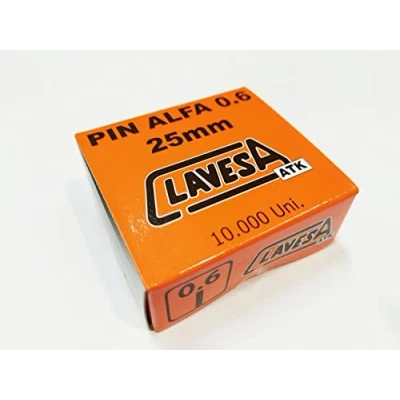 PIN ALFA 0.6
25mm
CLAVESA
ATK
10.000 Uni.
0.6
CLAVESA
ATK